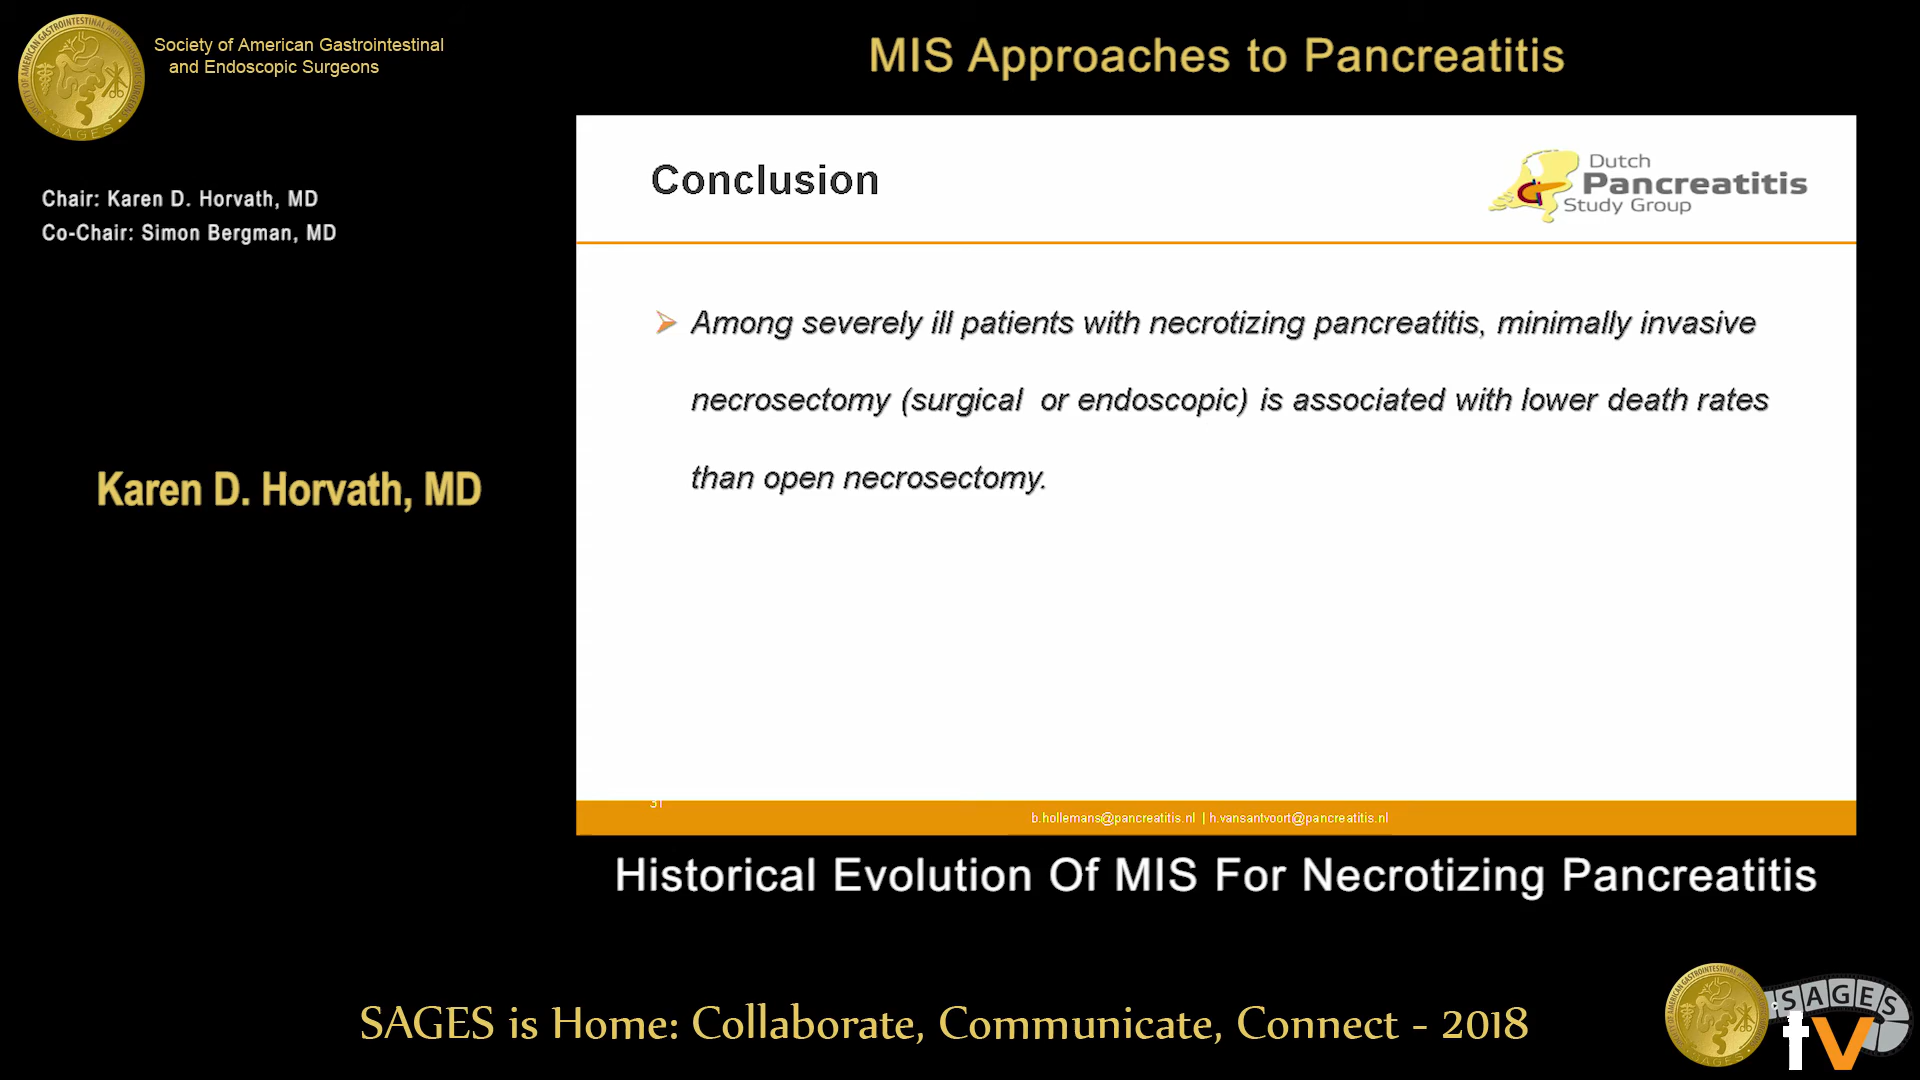 Society of American Gastrointestinal
and Endoscopic Surgeons
MIS Approaches to Pancreatitis
Chair: Karen D. Horvath, MD
Co-Chair: Simon Bergman, MD
Karen D. Horvath, MD
Conclusion
Dutch
Pancreatitis
Study Group
Among severely ill patients with necrotizing pancreatitis, minimally invasive
necrosectomy (surgical or endoscopic) is associated with lower death rates
than open necrosectomy.
31
b.hollemans@pancreatitis.nl | h.vansantvoort@pancreatitis.nl
Historical Evolution Of MIS For Necrotizing Pancreatitis
SAGES is Home: Collaborate, Communicate, Connect - 2018
SAGES
tv